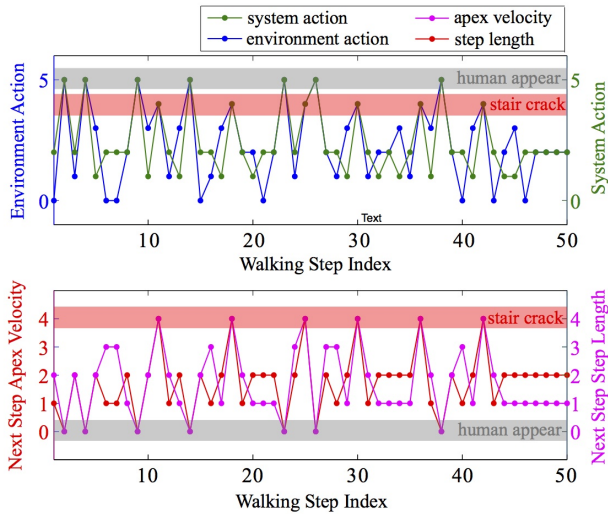 system action
apex velocity
environment action
step length
human appear
stair crack
Environment Action
5
0
System Action
5
0
Text
10
20
30
40
50
Walking Step Index
stair crack
human appear
Next Step Apex Velocity
4
3
2
1
0
Next Step Step Length
4
3
2
1
0
10
20
30
40
50
Walking Step Index